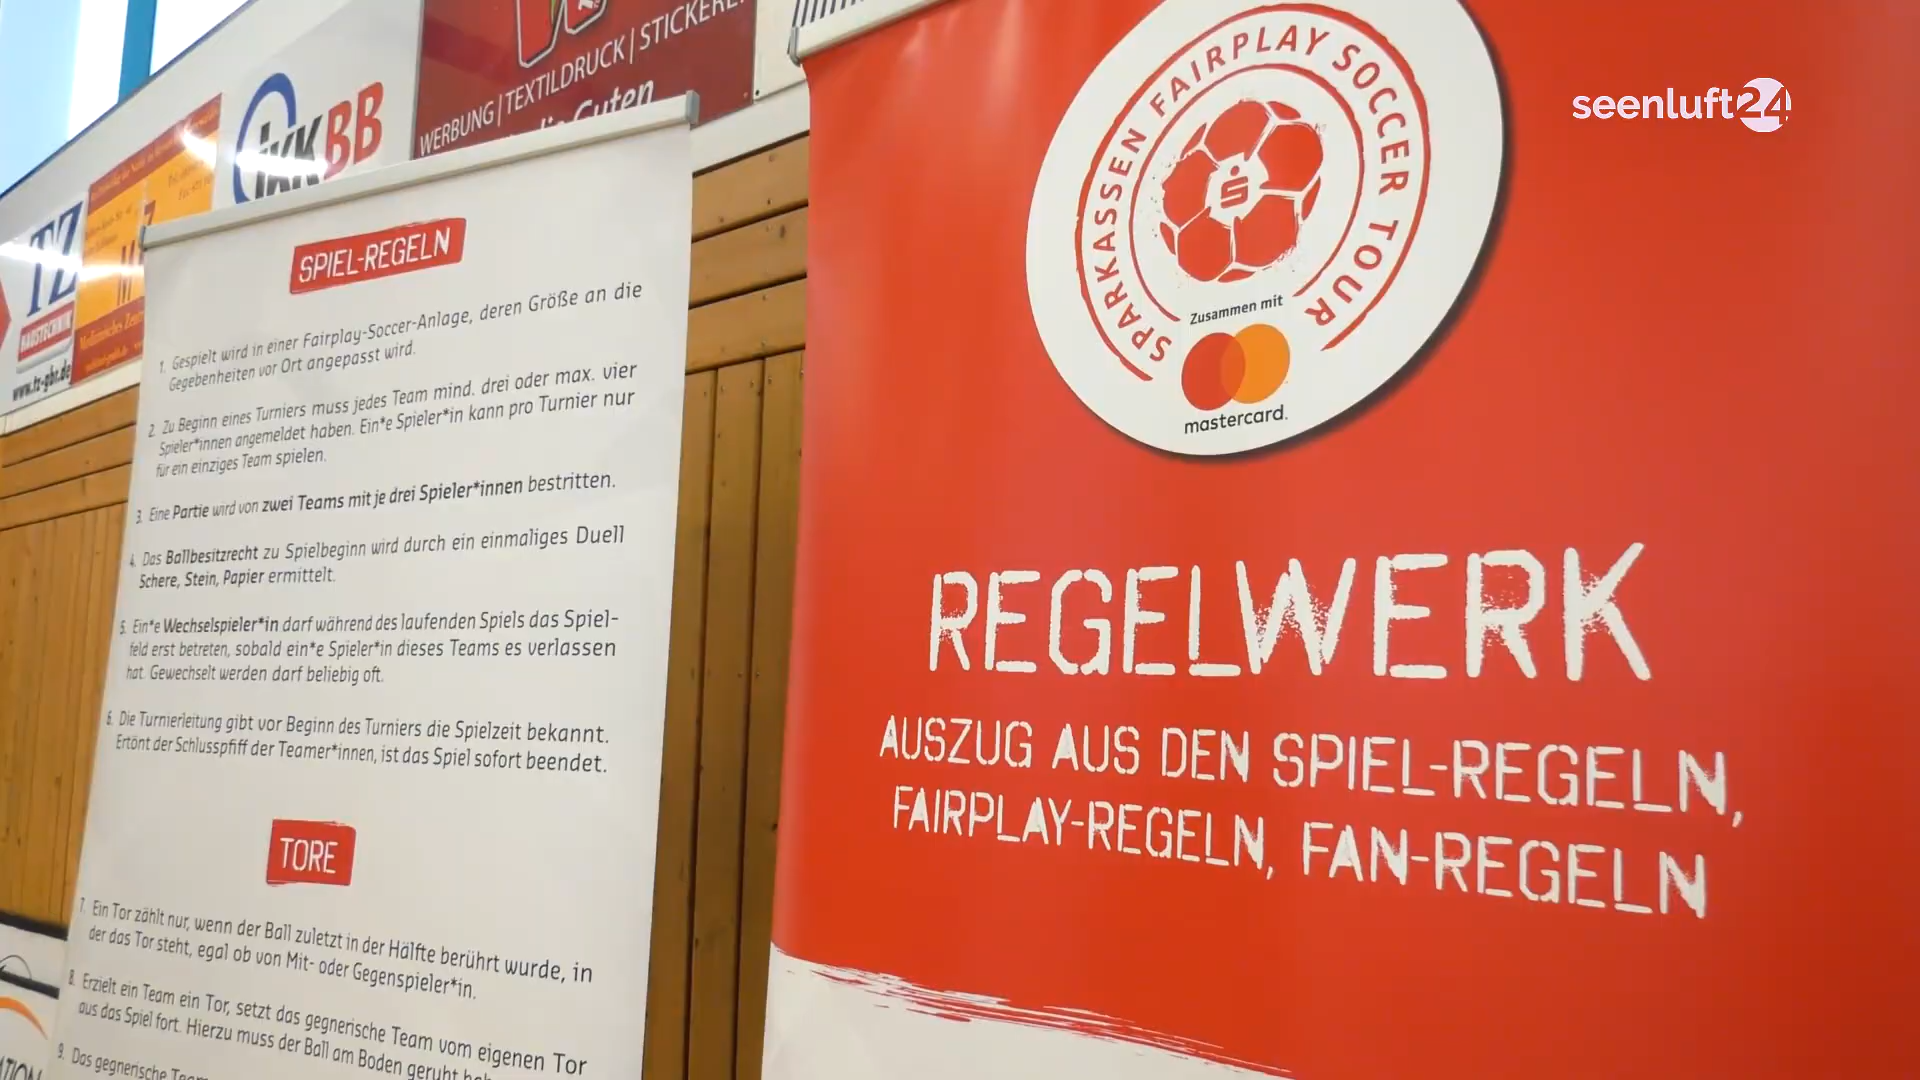 WERBUNG | TEXTILDRUCK | STICKEREI
Guten
ikk BB
TZ
HAUSTECHNIK
www.tz-gbr.de
SPIEL-REGELN
1. Gespielt wird in einer Fairplay-Soccer-Anlage, deren Größe an die
Gegebenheiten vor Ort angepasst wird.
2. Zu Beginn eines Turniers muss jedes Team mind. drei oder max. vier
Spieler*innen angemeldet haben. Ein*e Spieler*in kann pro Turnier nur
für ein einziges Team spielen.
3. Eine Partie wird von zwei Teams mit je drei Spieler*innen bestritten.
4. Das Ballbesitzrecht zu Spielbeginn wird durch ein einmaliges Duell
Schere, Stein, Papier ermittelt.
5. Ein*e Wechselspieler*in darf während des laufenden Spiels das Spiel-
feld erst betreten, sobald ein*e Spieler*in dieses Teams es verlassen
hat. Gewechselt werden darf beliebig oft.
6. Die Turnierleitung gibt vor Beginn des Turniers die Spielzeit bekannt.
Ertönt der Schlusspfiff der Teamer*innen, ist das Spiel sofort beendet.
TORE
7. Ein Tor zählt nur, wenn der Ball zuletzt in der Hälfte berührt wurde, in
der das Tor steht, egal ob von Mit- oder Gegenspieler*in.
8. Erzielt ein Team ein Tor, setzt das gegnerische Team vom eigenen Tor
aus das Spiel fort. Hierzu muss der Ball am Boden geruht
9. Das gegnerische
SPARKASSEN FAIRPLAY SOCCER TOUR
Zusammen mit
mastercard.
REGELWERK
AUSZUG AUS DEN SPIEL-REGELN,
FAIRPLAY-REGELN, FAN-REGELN
seenluft24